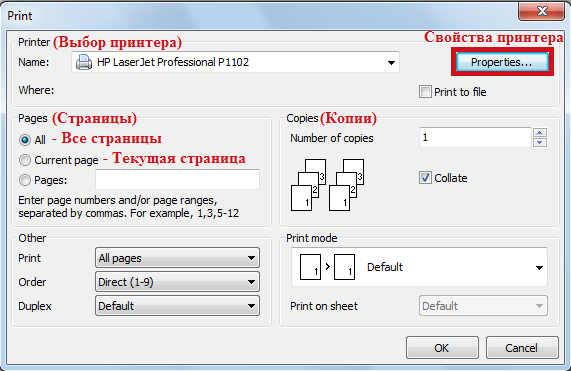 Print
Printer (Выбор принтера)
Свойства принтера
Name: HP LaserJet Professional P1102 Properties...
Where: Print to file
Pages (Страницы)
All - Все страницы
Current page - Текущая страница
Pages:
Enter page numbers and/or page ranges,
separated by commas. For example, 1,3,5-12
Copies (Копии)
Number of copies 1
1 2 3 1 2 3
Collate
Other
Print All pages
Order Direct (1-9)
Duplex Default
Print mode
1 > 1 Default
Print on sheet Default
OK Cancel